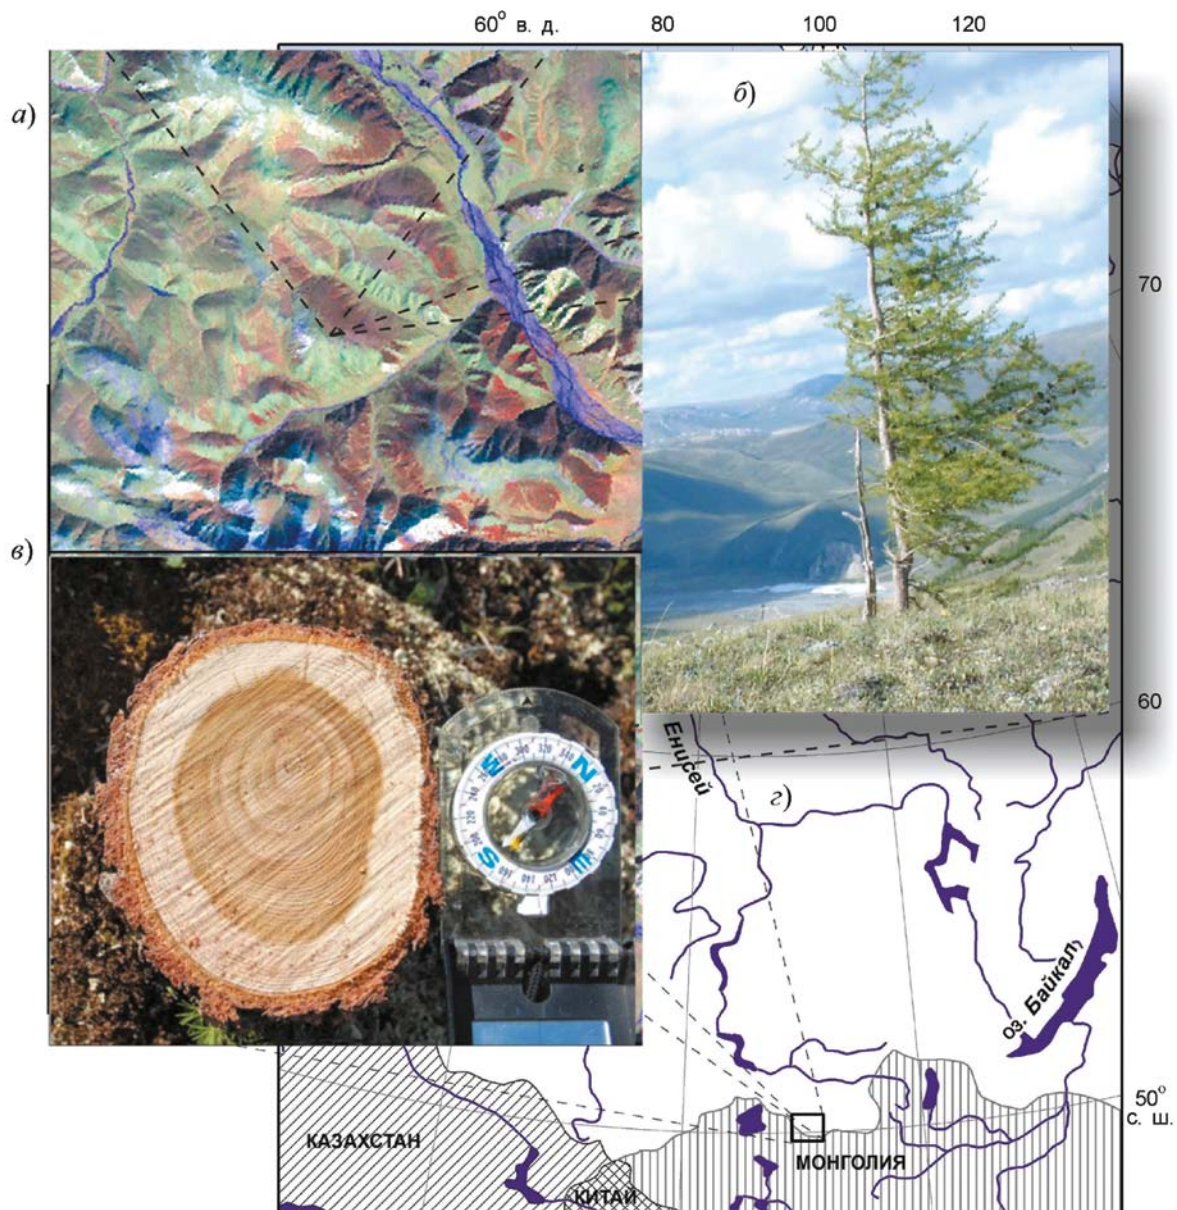 60° в. д.
80
100
120
а)
б)
70
в)
60
Енисей
г)
N
E
S
W
оз. Байкал
50°
с. ш.
КАЗАХСТАН
МОНГОЛИЯ
КИТАЙ